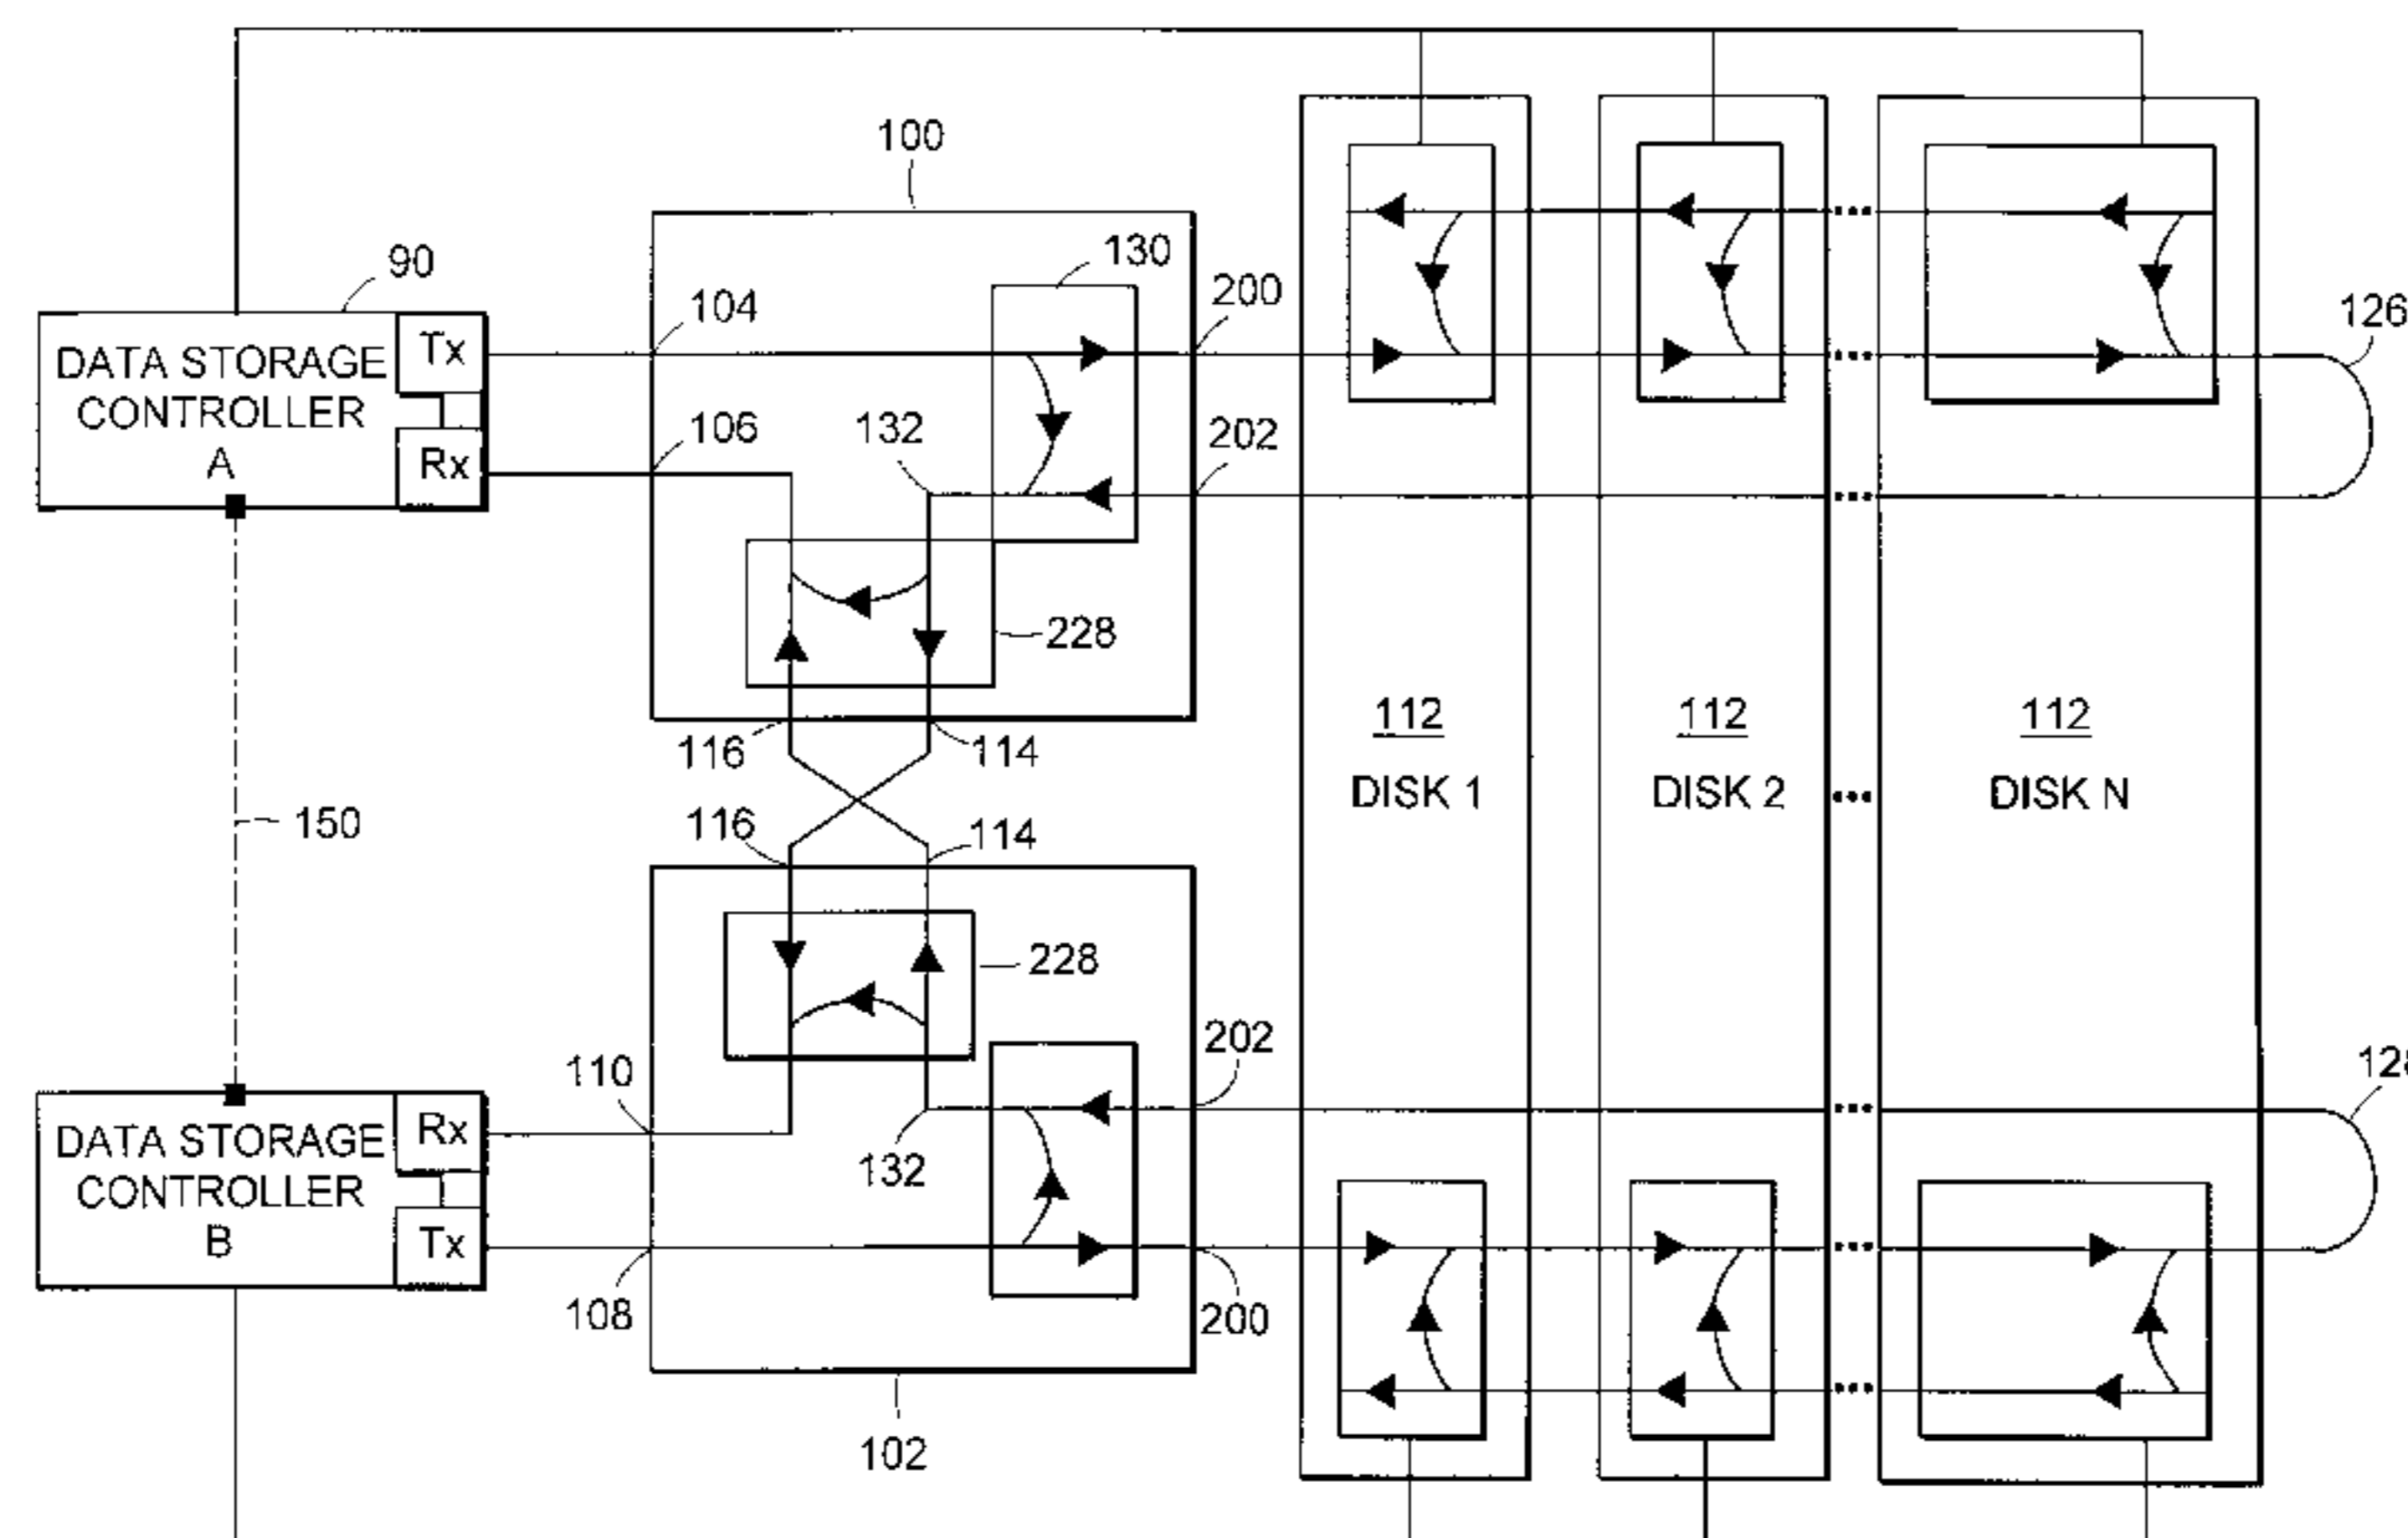 100
130
90
200
104
126
DATA STORAGE
CONTROLLER
A
Tx
Rx
106
132
202
228
116
114
112
DISK 1
112
DISK 2
...
112
DISK N
150
116
114
228
202
110
132
DATA STORAGE
CONTROLLER
B
Rx
Tx
108
200
102